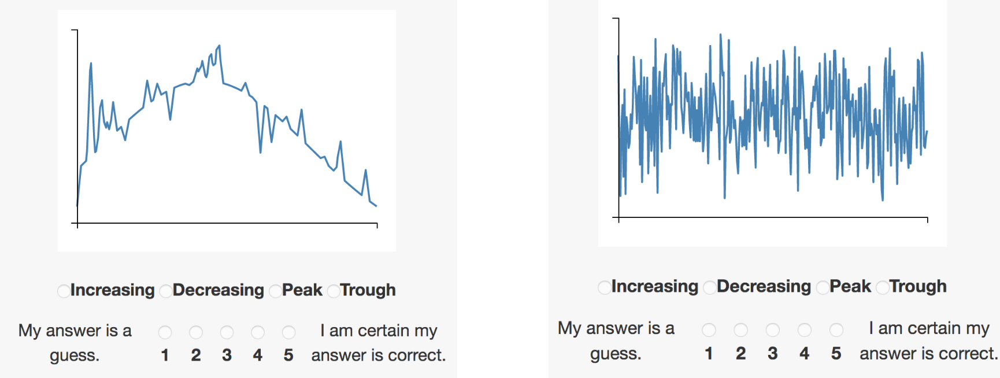 Increasing Decreasing Peak Trough
My answer is a guess.
1 2 3 4 5
I am certain my answer is correct.
Increasing Decreasing Peak Trough
My answer is a guess.
1 2 3 4 5
I am certain my answer is correct.